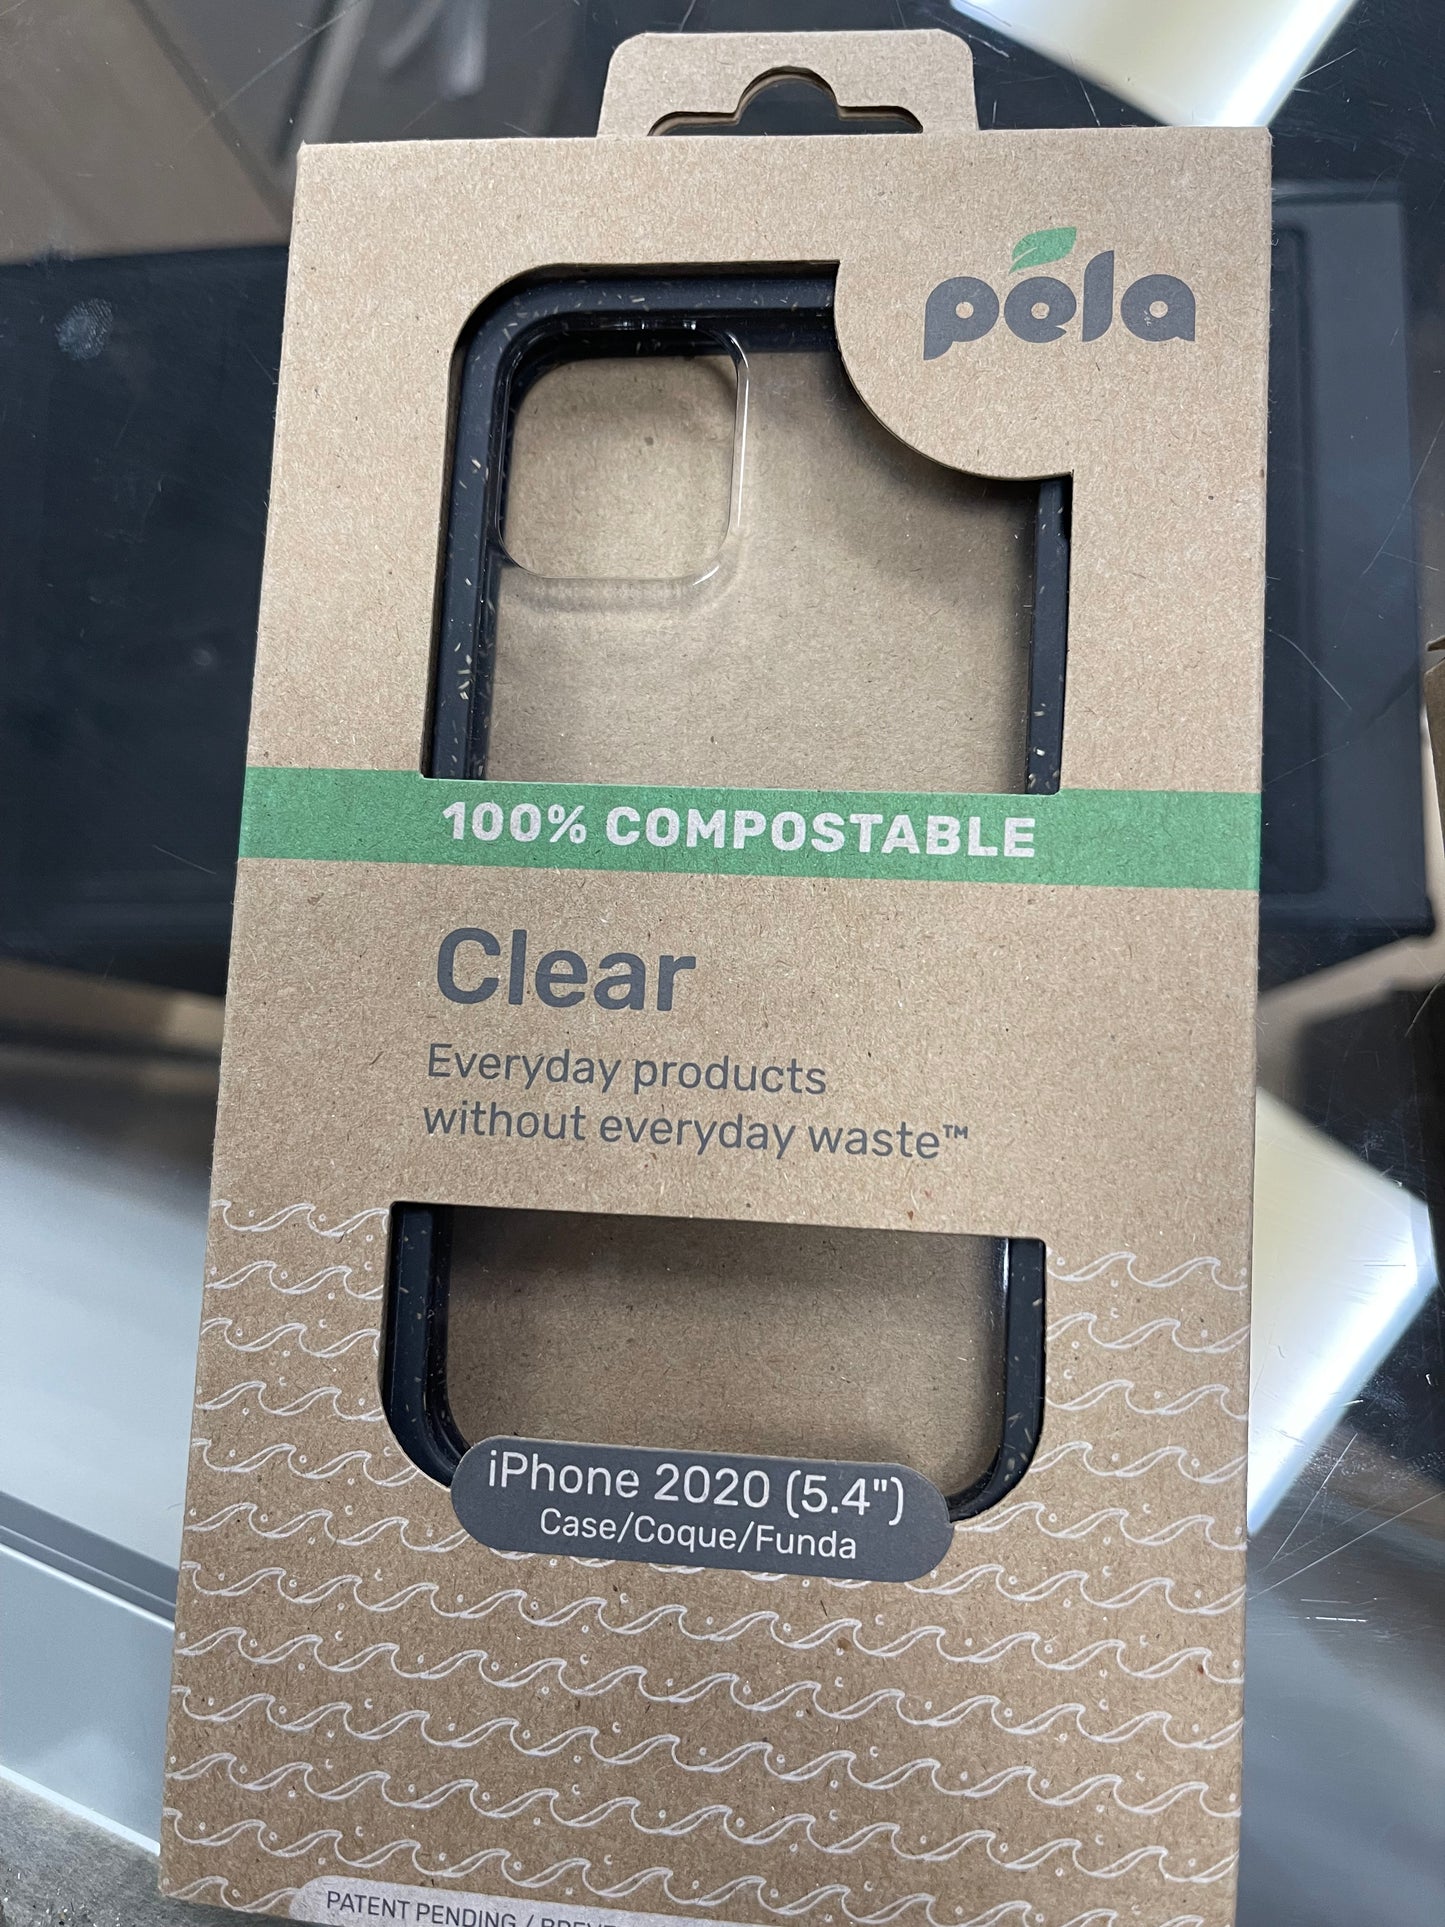 pela
100% COMPOSTABLE
Clear
Everyday products
without everyday waste™
iPhone 2020 (5.4")
Case/Coque/Funda
PATENT PENDING /